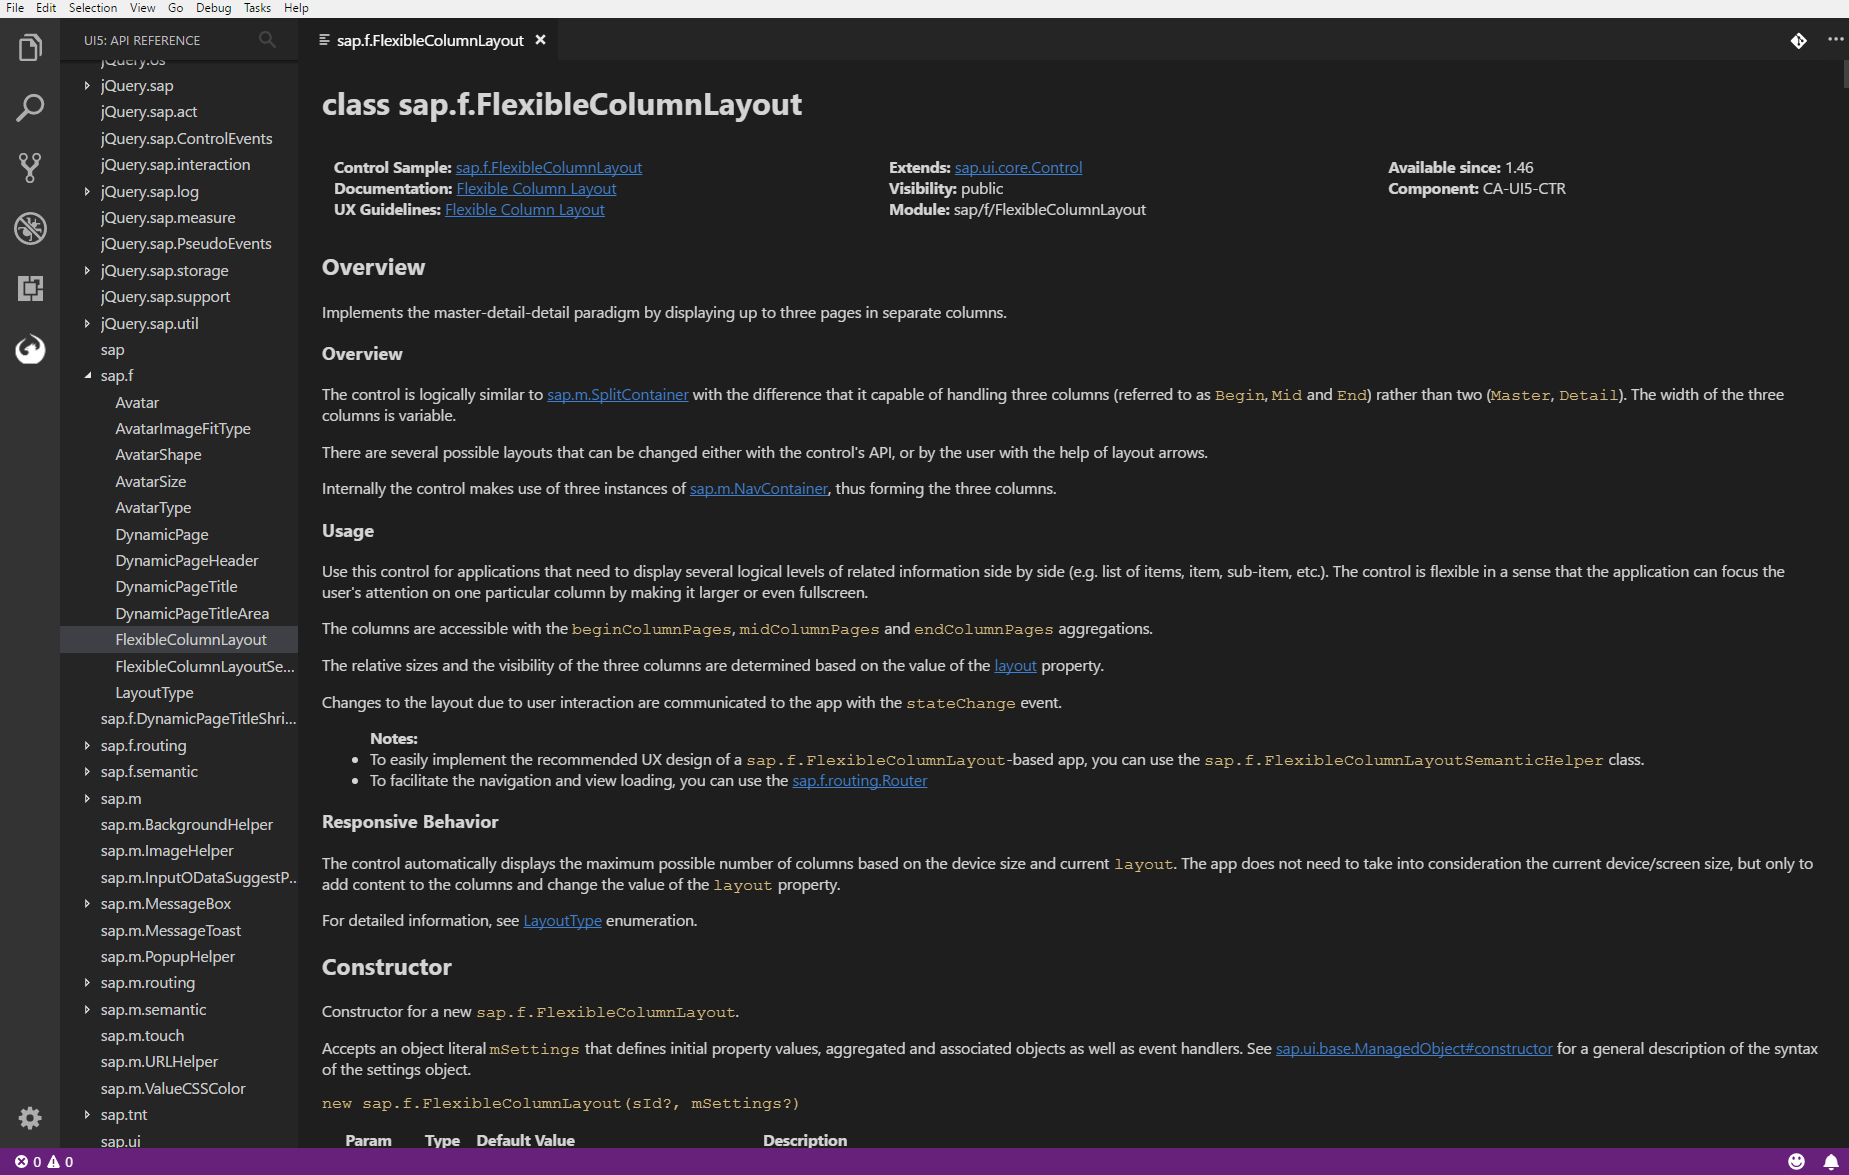 File Edit Selection View Go Debug Tasks Help
UI5: API REFERENCE
jQuery.os
jQuery.sap
jQuery.sap.act
jQuery.sap.ControlEvents
jQuery.sap.interaction
jQuery.sap.log
jQuery.sap.measure
jQuery.sap.PseudoEvents
jQuery.sap.storage
jQuery.sap.support
jQuery.sap.util
sap
sap.f
Avatar
AvatarImageFitType
AvatarShape
AvatarSize
AvatarType
DynamicPage
DynamicPageHeader
DynamicPageTitle
DynamicPageTitleArea
FlexibleColumnLayout
FlexibleColumnLayoutSe...
LayoutType
sap.f.DynamicPageTitleShri...
sap.f.routing
sap.f.semantic
sap.m
sap.m.BackgroundHelper
sap.m.ImageHelper
sap.m.InputODataSuggestP...
sap.m.MessageBox
sap.m.MessageToast
sap.m.PopupHelper
sap.m.routing
sap.m.semantic
sap.m.touch
sap.m.URLHelper
sap.m.ValueCSSColor
sap.tnt
sap.ui
sap.f.FlexibleColumnLayout
class sap.f.FlexibleColumnLayout
Control Sample: sap.f.FlexibleColumnLayout
Documentation: Flexible Column Layout
UX Guidelines: Flexible Column Layout
Extends: sap.ui.core.Control
Visibility: public
Module: sap/f/FlexibleColumnLayout
Available since: 1.46
Component: CA-UI5-CTR
Overview
Implements the master-detail-detail paradigm by displaying up to three pages in separate columns.
Overview
The control is logically similar to sap.m.SplitContainer with the difference that it capable of handling three columns (referred to as Begin, Mid and End) rather than two (Master, Detail). The width of the three
columns is variable.
There are several possible layouts that can be changed either with the control's API, or by the user with the help of layout arrows.
Internally the control makes use of three instances of sap.m.NavContainer, thus forming the three columns.
Usage
Use this control for applications that need to display several logical levels of related information side by side (e.g. list of items, item, sub-item, etc.). The control is flexible in a sense that the application can focus the
user's attention on one particular column by making it larger or even fullscreen.
The columns are accessible with the beginColumnPages, midColumnPages and endColumnPages aggregations.
The relative sizes and the visibility of the three columns are determined based on the value of the layout property.
Changes to the layout due to user interaction are communicated to the app with the stateChange event.
Notes:
• To easily implement the recommended UX design of a sap.f.FlexibleColumnLayout-based app, you can use the sap.f.FlexibleColumnLayoutSemanticHelper class.
• To facilitate the navigation and view loading, you can use the sap.f.routing.Router
Responsive Behavior
The control automatically displays the maximum possible number of columns based on the device size and current layout. The app does not need to take into consideration the current device/screen size, but only to
add content to the columns and change the value of the layout property.
For detailed information, see LayoutType enumeration.
Constructor
Constructor for a new sap.f.FlexibleColumnLayout.
Accepts an object literal mSettings that defines initial property values, aggregated and associated objects as well as event handlers. See sap.ui.base.ManagedObject#constructor for a general description of the syntax
of the settings object.
new sap.f.FlexibleColumnLayout(sId?, mSettings?)
Param Type Default Value Description
0 0